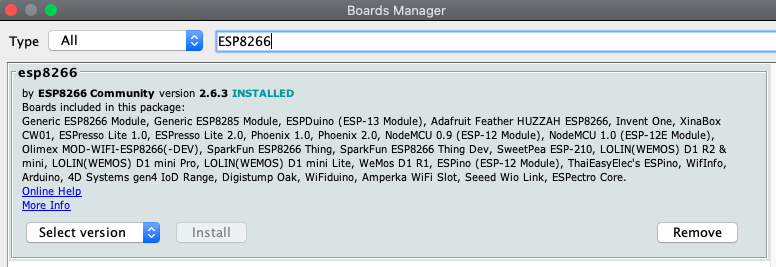 Boards Manager
Type All ESP8266
esp8266
by ESP8266 Community version 2.6.3 INSTALLED
Boards included in this package:
Generic ESP8266 Module, Generic ESP8285 Module, ESPDuino (ESP-13 Module), Adafruit Feather HUZZAH ESP8266, Invent One, XinaBox
CW01, ESPresso Lite 1.0, ESPresso Lite 2.0, Phoenix 1.0, Phoenix 2.0, NodeMCU 0.9 (ESP-12 Module), NodeMCU 1.0 (ESP-12E Module),
Olimex MOD-WIFI-ESP8266(-DEV), SparkFun ESP8266 Thing, SparkFun ESP8266 Thing Dev, SweetPea ESP-210, LOLIN(WEMOS) D1 R2 &
mini, LOLIN(WEMOS) D1 mini Pro, LOLIN(WEMOS) D1 mini Lite, WeMos D1 R1, ESPino (ESP-12 Module), ThaiEasyElec's ESPino, WifInfo,
Arduino, 4D Systems gen4 IoD Range, Digistump Oak, WiFiduino, Amperka WiFi Slot, Seeed Wio Link, ESPectro Core.
Online Help
More Info
Select version Install Remove